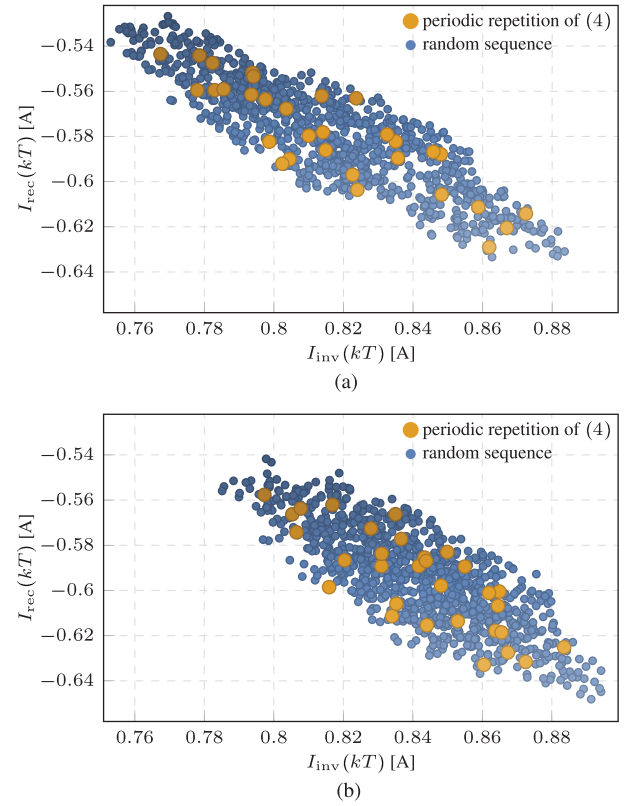 periodic repetition of (4)
random sequence
−0.54
−0.56
−0.58
−0.6
−0.62
−0.64
I_rec(kT) [A]
0.76 0.78 0.8 0.82 0.84 0.86 0.88
I_inv(kT) [A]
(a)
periodic repetition of (4)
random sequence
−0.54
−0.56
−0.58
−0.6
−0.62
−0.64
I_rec(kT) [A]
0.76 0.78 0.8 0.82 0.84 0.86 0.88
I_inv(kT) [A]
(b)